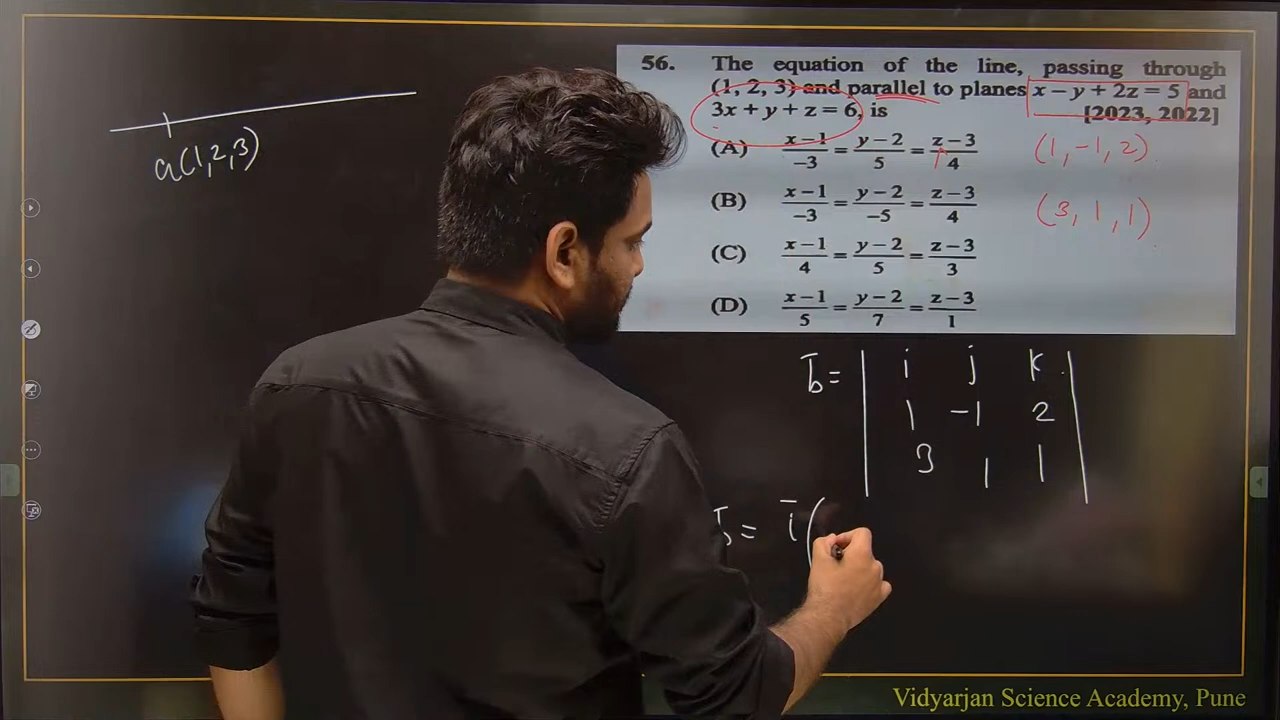 56. The equation of the line, passing through
(1, 2, 3) and parallel to planes x − y + 2z = 5 and
3x + y + z = 6, is [2023, 2022]
(A) x−1/−3 = y−2/5 = z−3/4
(B) x−1/−3 = y−2/−5 = z−3/4
(C) x−1/4 = y−2/5 = z−3/3
(D) x−1/5 = y−2/7 = z−3/1
(1, -1, 2)
(3, 1, 1)
a(1,2,3)
b̄ = | i j k |
1 -1 2
3 1 1
b̄ = i̅ (
Vidyarjan Science Academy, Pune